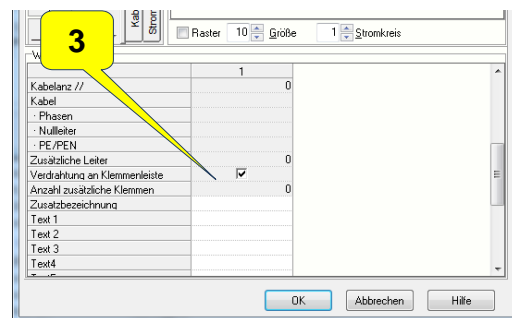 Kab
Strom
3
Raster 10 Größe 1 Stromkreis
1
Kabelanz // 0
Kabel
· Phasen
· Nullleiter
· PE/PEN
Zusätzliche Leiter 0
Verdrahtung an Klemmenleiste
Anzahl zusätzliche Klemmen 0
Zusatzbezeichnung
Text 1
Text 2
Text 3
Text4
OK Abbrechen Hilfe